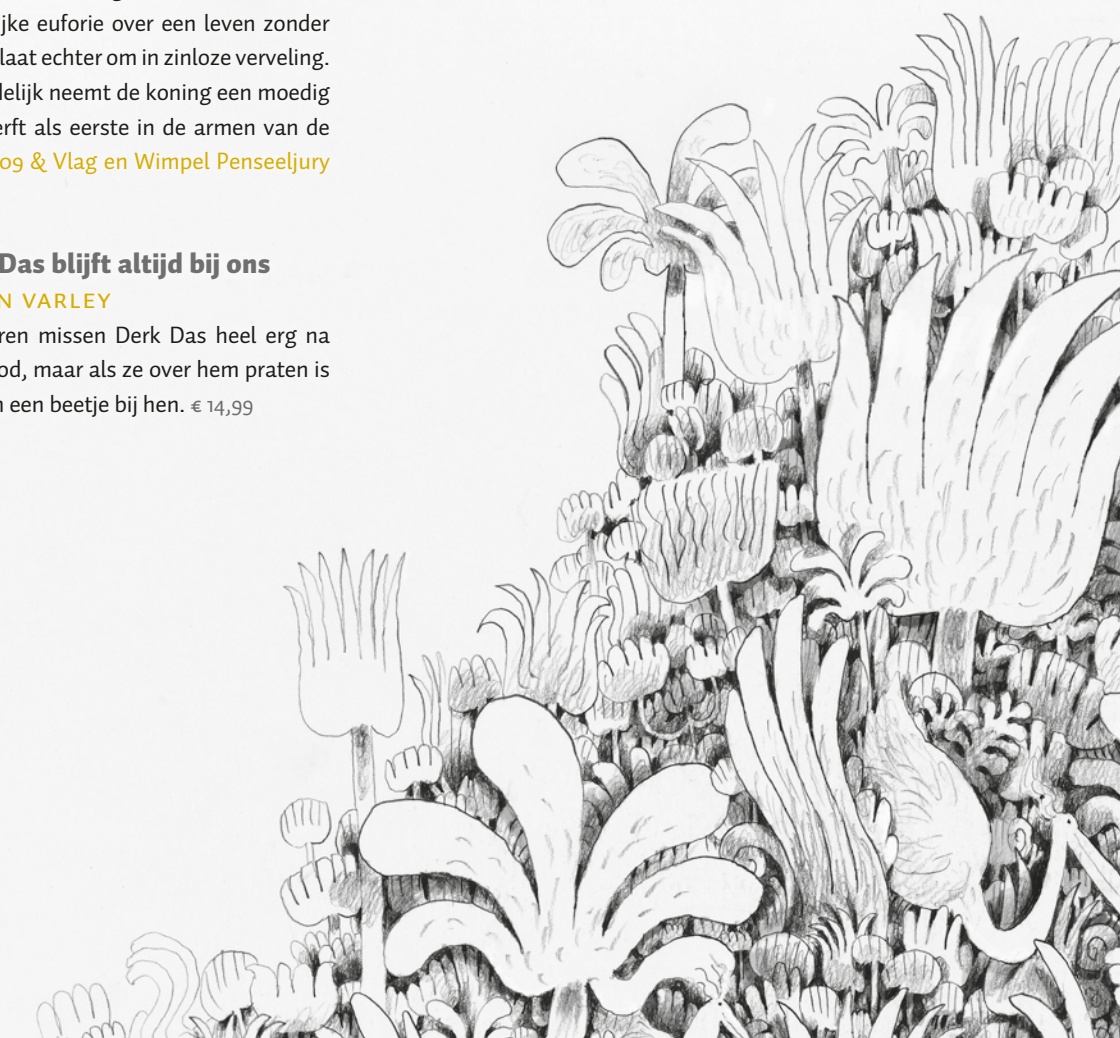 jke euforie over een leven zonder
laat echter om in zinloze verveling.
delijk neemt de koning een moedig
erft als eerste in de armen van de
09 & Vlag en Wimpel Penseeljury
Das blijft altijd bij ons
N VARLEY
ren missen Derk Das heel erg na
od, maar als ze over hem praten is
n een beetje bij hen. € 14,99